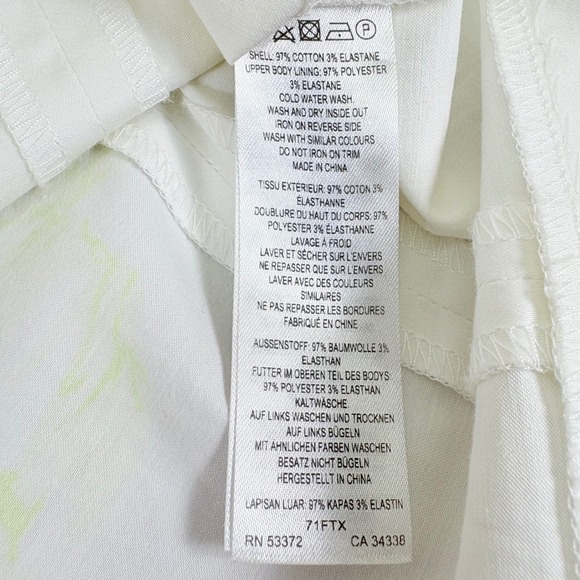 P
SHELL: 97% COTTON 3% ELASTANE
UPPER BODY LINING: 97% POLYESTER
3% ELASTANE
COLD WATER WASH
WASH AND DRY INSIDE OUT
IRON ON REVERSE SIDE
WASH WITH SIMILAR COLOURS
DO NOT IRON ON TRIM
MADE IN CHINA
TISSU EXTERIEUR: 97% COTON 3%
ÉLASTHANNE
DOUBLURE DU HAUT DU CORPS: 97%
POLYESTER 3% ÉLASTHANNE
LAVAGE À FROID
LAVER ET SÉCHER SUR L'ENVERS
NE REPASSER QUE SUR L'ENVERS
LAVER AVEC DES COULEURS
SIMILAIRES
NE PAS REPASSER LES BORDURES
FABRIQUÉ EN CHINE
AUSSENSTOFF: 97% BAUMWOLLE 3%
ELASTHAN
FUTTER IM OBEREN TEIL DES BODYS:
97% POLYESTER 3% ELASTHAN
KALTWÄSCHE
AUF LINKS WASCHEN UND TROCKNEN
AUF LINKS BÜGELN
MIT ÄHNLICHEN FARBEN WASCHEN
BESATZ NICHT BÜGELN
HERGESTELLT IN CHINA
LAPISAN LUAR: 97% KAPAS 3% ELASTIN
71FTX
RN 53372 CA 34338